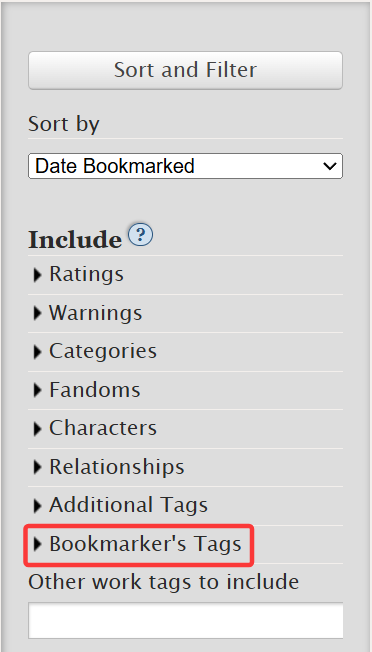 Sort and Filter
Sort by
Date Bookmarked
Include ?
Ratings
Warnings
Categories
Fandoms
Characters
Relationships
Additional Tags
Bookmarker's Tags
Other work tags to include